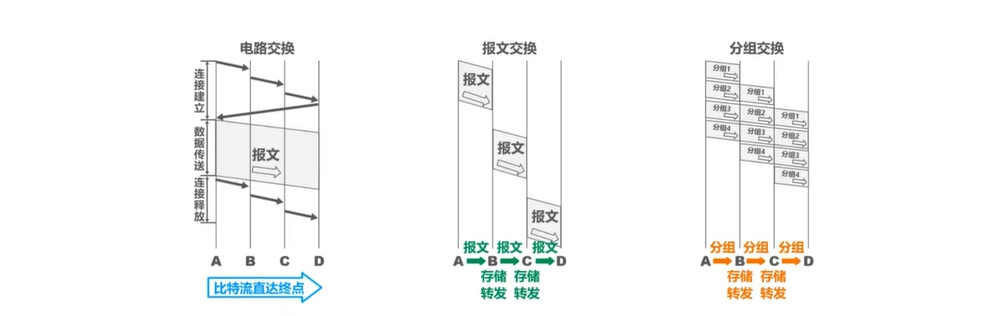 电路交换
连接建立
数据传送
连接释放
报文
A B C D
比特流直达终点
报文交换
报文
报文
报文
报文 报文 报文
A B C D
存储 存储
转发 转发
分组交换
分组1
分组2 分组1
分组3 分组2 分组1
分组4 分组3 分组2
分组4 分组3
分组4
分组 分组 分组
A B C D
存储 存储
转发 转发